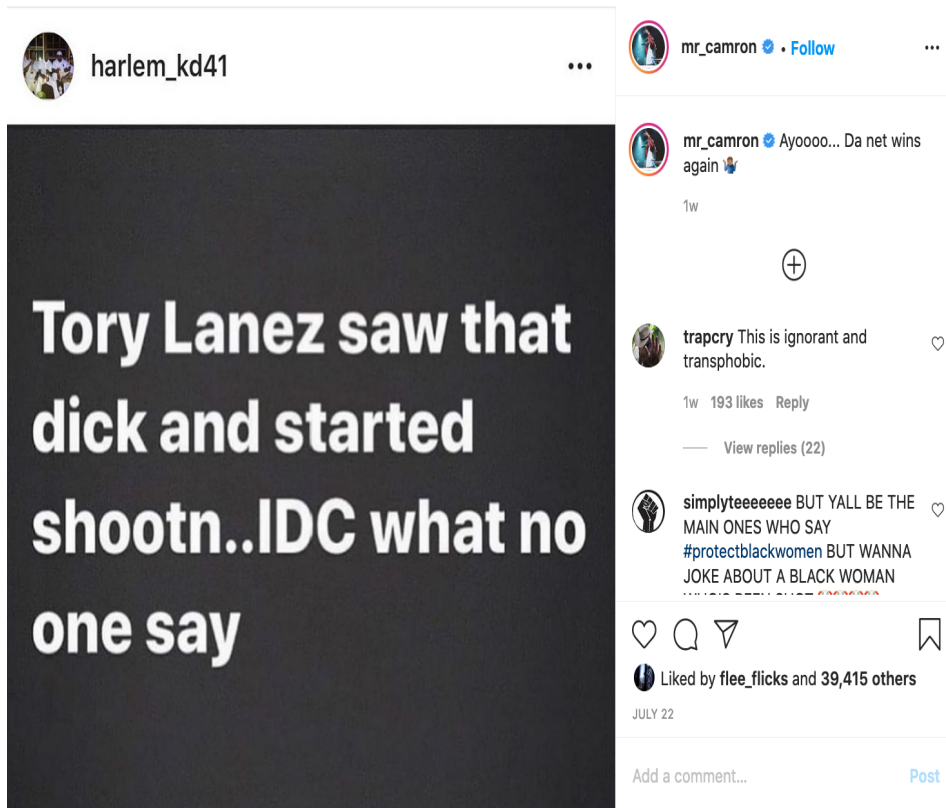 harlem_kd41
Tory Lanez saw that
dick and started
shootn..IDC what no
one say
mr_camron • Follow
mr_camron Ayoooo... Da net wins
again
1w
trapcry This is ignorant and
transphobic.
1w 193 likes Reply
View replies (22)
simplyteeeeeee BUT YALL BE THE
MAIN ONES WHO SAY
#protectblackwomen BUT WANNA
JOKE ABOUT A BLACK WOMAN
Liked by flee_flicks and 39,415 others
JULY 22
Add a comment... Post